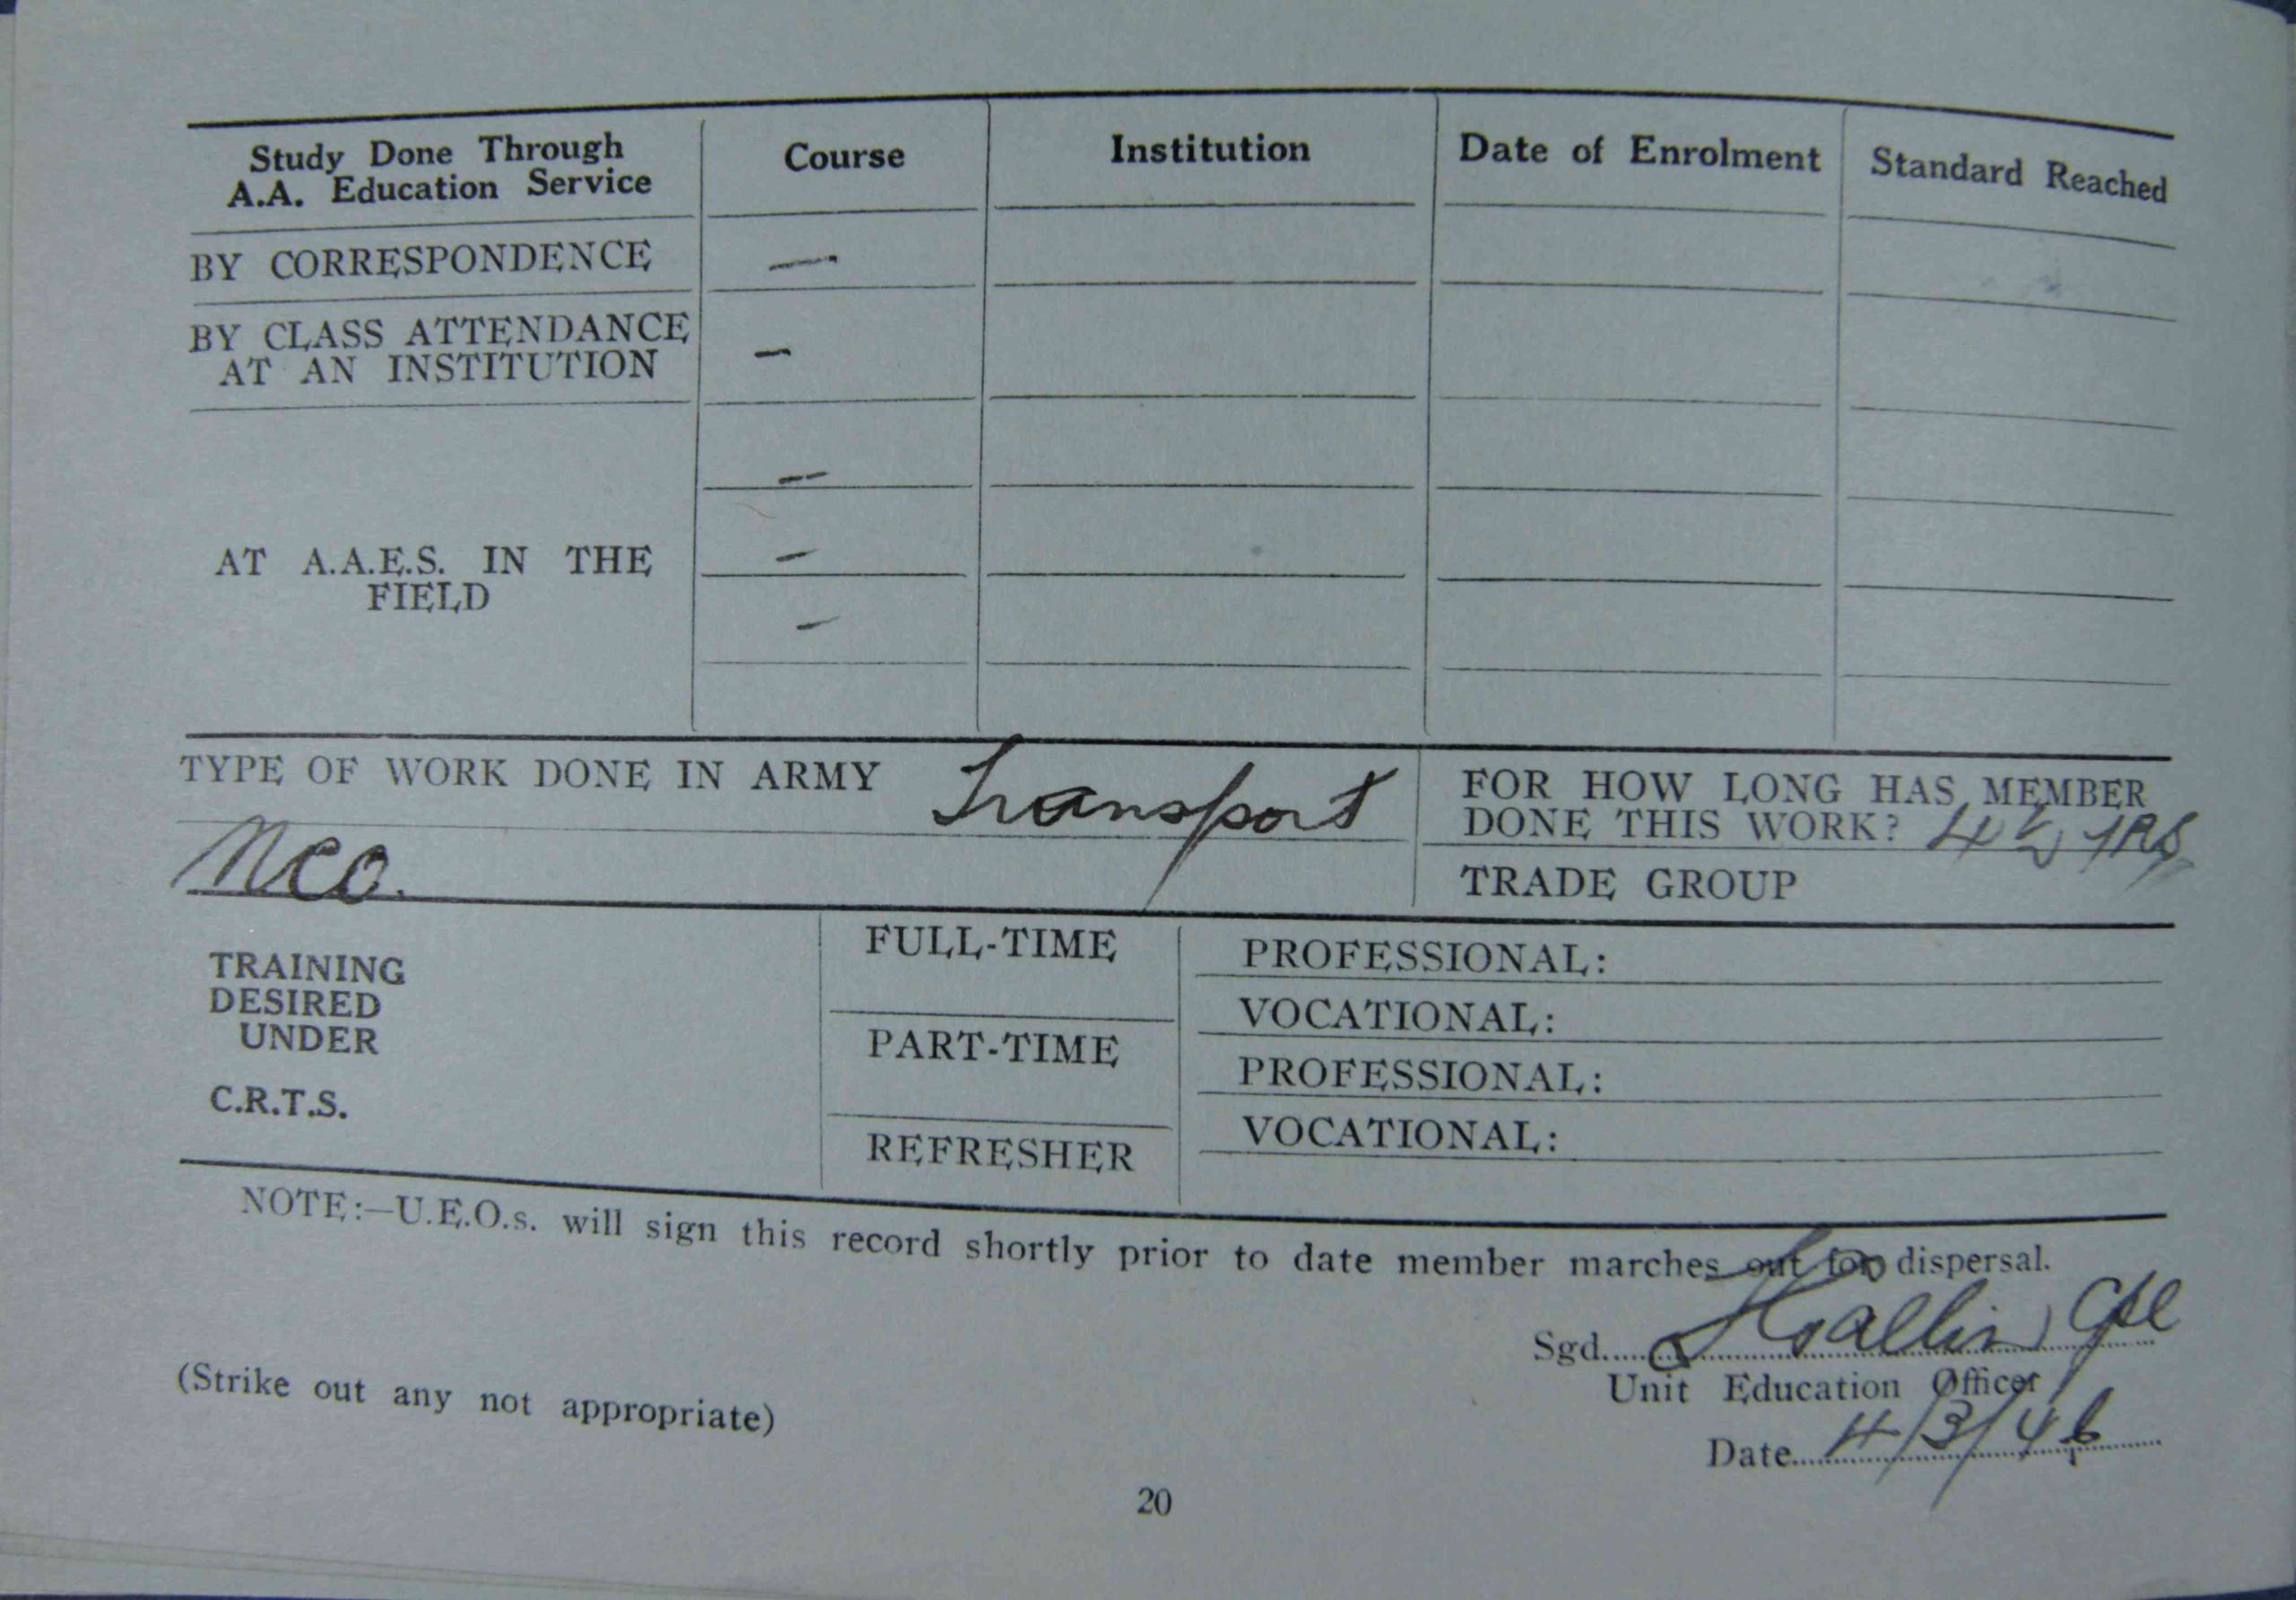 Study Done Through
A.A. Education Service
Course
Institution
Date of Enrolment
Standard Reached
BY CORRESPONDENCE —
BY CLASS ATTENDANCE
AT AN INSTITUTION —
—
AT A.A.E.S. IN THE
FIELD
—
—
TYPE OF WORK DONE IN ARMY Transport
NCO.
FOR HOW LONG HAS MEMBER
DONE THIS WORK? 4½ YRS
TRADE GROUP
TRAINING
DESIRED
UNDER
C.R.T.S.
FULL-TIME
PART-TIME
REFRESHER
PROFESSIONAL:
VOCATIONAL:
PROFESSIONAL:
VOCATIONAL:
NOTE:—U.E.O.s. will sign this record shortly prior to date member marches out for dispersal.
Sgd. Cpl
Unit Education Officer
(Strike out any not appropriate)
Date 4/3/46
20